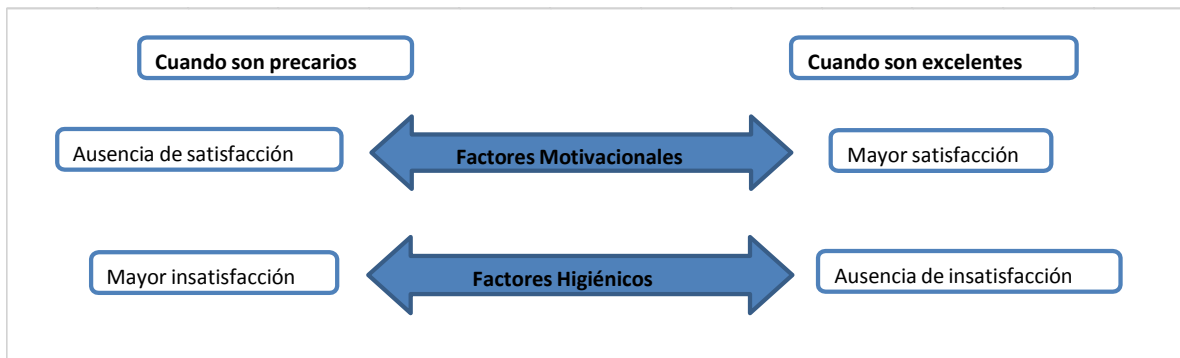 Cuando son precarios
Cuando son excelentes
Ausencia de satisfacción
Factores Motivacionales
Mayor satisfacción
Mayor insatisfacción
Factores Higiénicos
Ausencia de insatisfacción